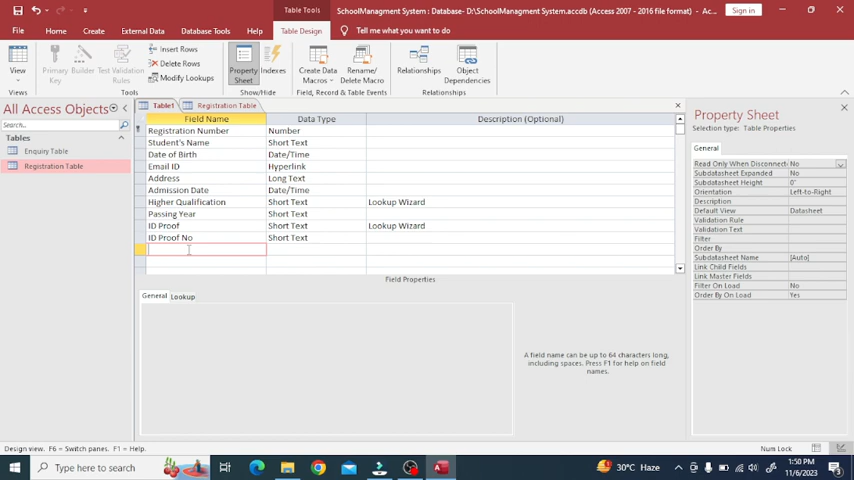 Table Tools
SchoolManagment System : Database- D:\SchoolManagment System.accdb (Access 2007 - 2016 file format) - Ac...
Sign in
File
Home
Create
External Data
Database Tools
Help
Table Design
Tell me what you want to do
View
Primary Key
Builder
Test Validation Rules
Insert Rows
Delete Rows
Modify Lookups
Property Sheet
Indexes
Create Data Macros
Rename/ Delete Macro
Relationships
Object Dependencies
Views
Tools
Show/Hide
Field, Record & Table Events
Relationships
All Access Objects
Search...
Tables
Enquiry Table
Registration Table
Table1
Registration Table
Field Name Data Type Description (Optional)
Registration Number Number
Student's Name Short Text
Date of Birth Date/Time
Email ID Hyperlink
Address Long Text
Admission Date Date/Time
Higher Qualification Short Text Lookup Wizard
Passing Year Short Text
ID Proof Short Text Lookup Wizard
ID Proof No Short Text
Field Properties
General Lookup
A field name can be up to 64 characters long,
including spaces. Press F1 for help on field
names.
Property Sheet
Selection type: Table Properties
General
Read Only When Disconnect No
Subdatasheet Expanded No
Subdatasheet Height 0"
Orientation Left-to-Right
Description
Default View Datasheet
Validation Rule
Validation Text
Filter
Order By
Subdatasheet Name [Auto]
Link Child Fields
Link Master Fields
Filter On Load No
Order By On Load Yes
Design view. F6 = Switch panes. F1 = Help.
Num Lock
Type here to search
30°C Haze
1:50 PM
11/6/2023
3